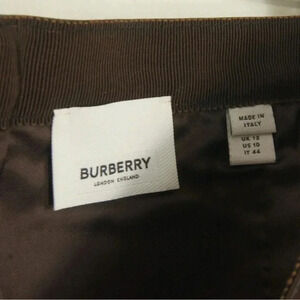 BURBERRY
LONDON ENGLAND
MADE IN
ITALY
UK 12
US 10
IT 44